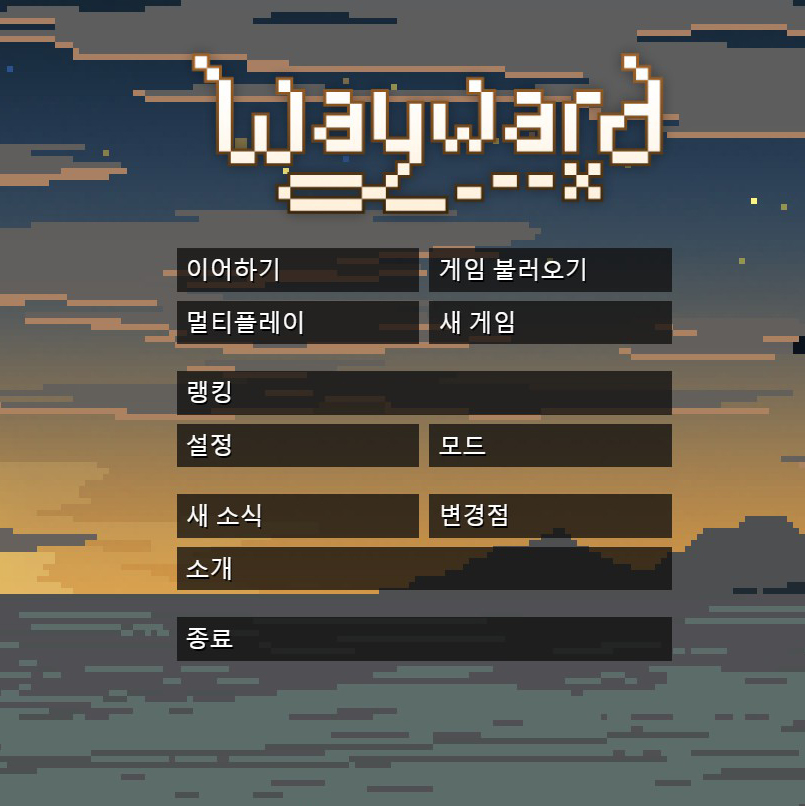 Wayward
이어하기
게임 불러오기
멀티플레이
새 게임
랭킹
설정
모드
새 소식
변경점
소개
종료